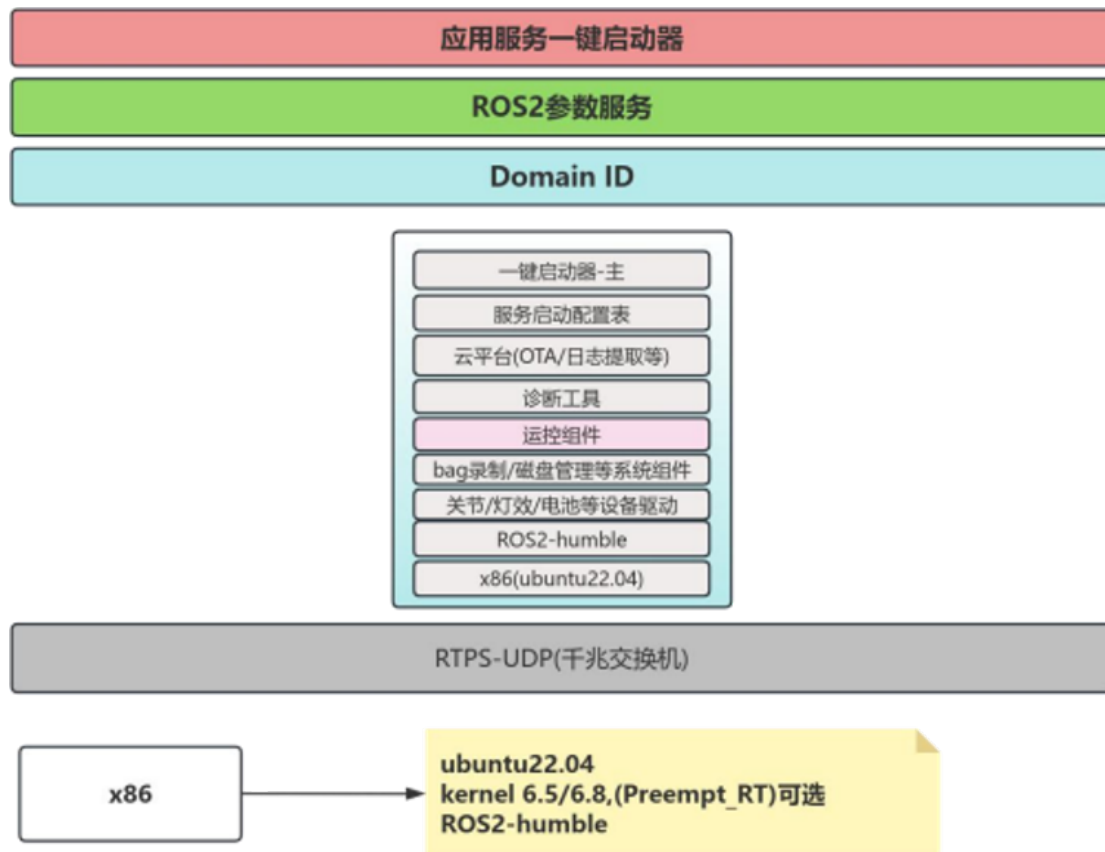 应用服务一键启动器
ROS2参数服务
Domain ID
一键启动器-主
服务启动配置表
云平台(OTA/日志提取等)
诊断工具
运控组件
bag录制/磁盘管理等系统组件
关节/灯效/电池等设备驱动
ROS2-humble
x86(ubuntu22.04)
RTPS-UDP(千兆交换机)
x86
ubuntu22.04
kernel 6.5/6.8,(Preempt_RT)可选
ROS2-humble